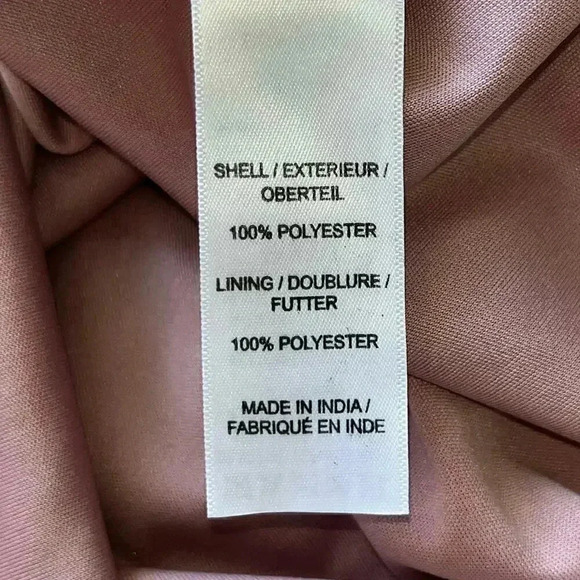 SHELL / EXTERIEUR /
OBERTEIL
100% POLYESTER
LINING / DOUBLURE /
FUTTER
100% POLYESTER
MADE IN INDIA /
FABRIQUÉ EN INDE